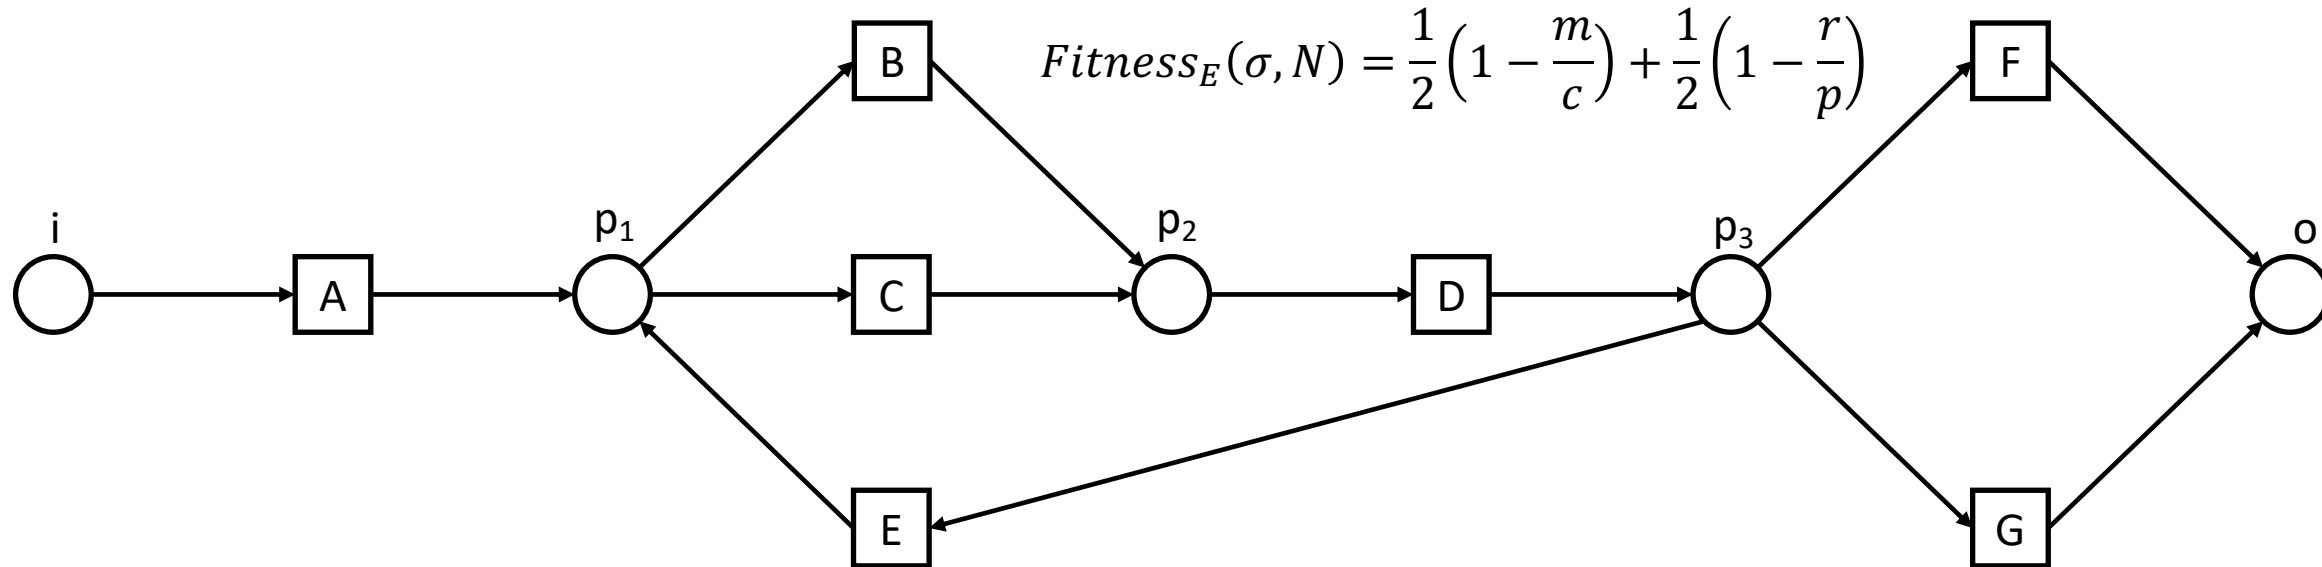 B
𝐹𝑖𝑡𝑛𝑒𝑠𝑠_E(σ, N) = 1/2 (1 − m/c) + 1/2 (1 − r/p)
F
i
A
p₁
C
p₂
D
p₃
o
E
G